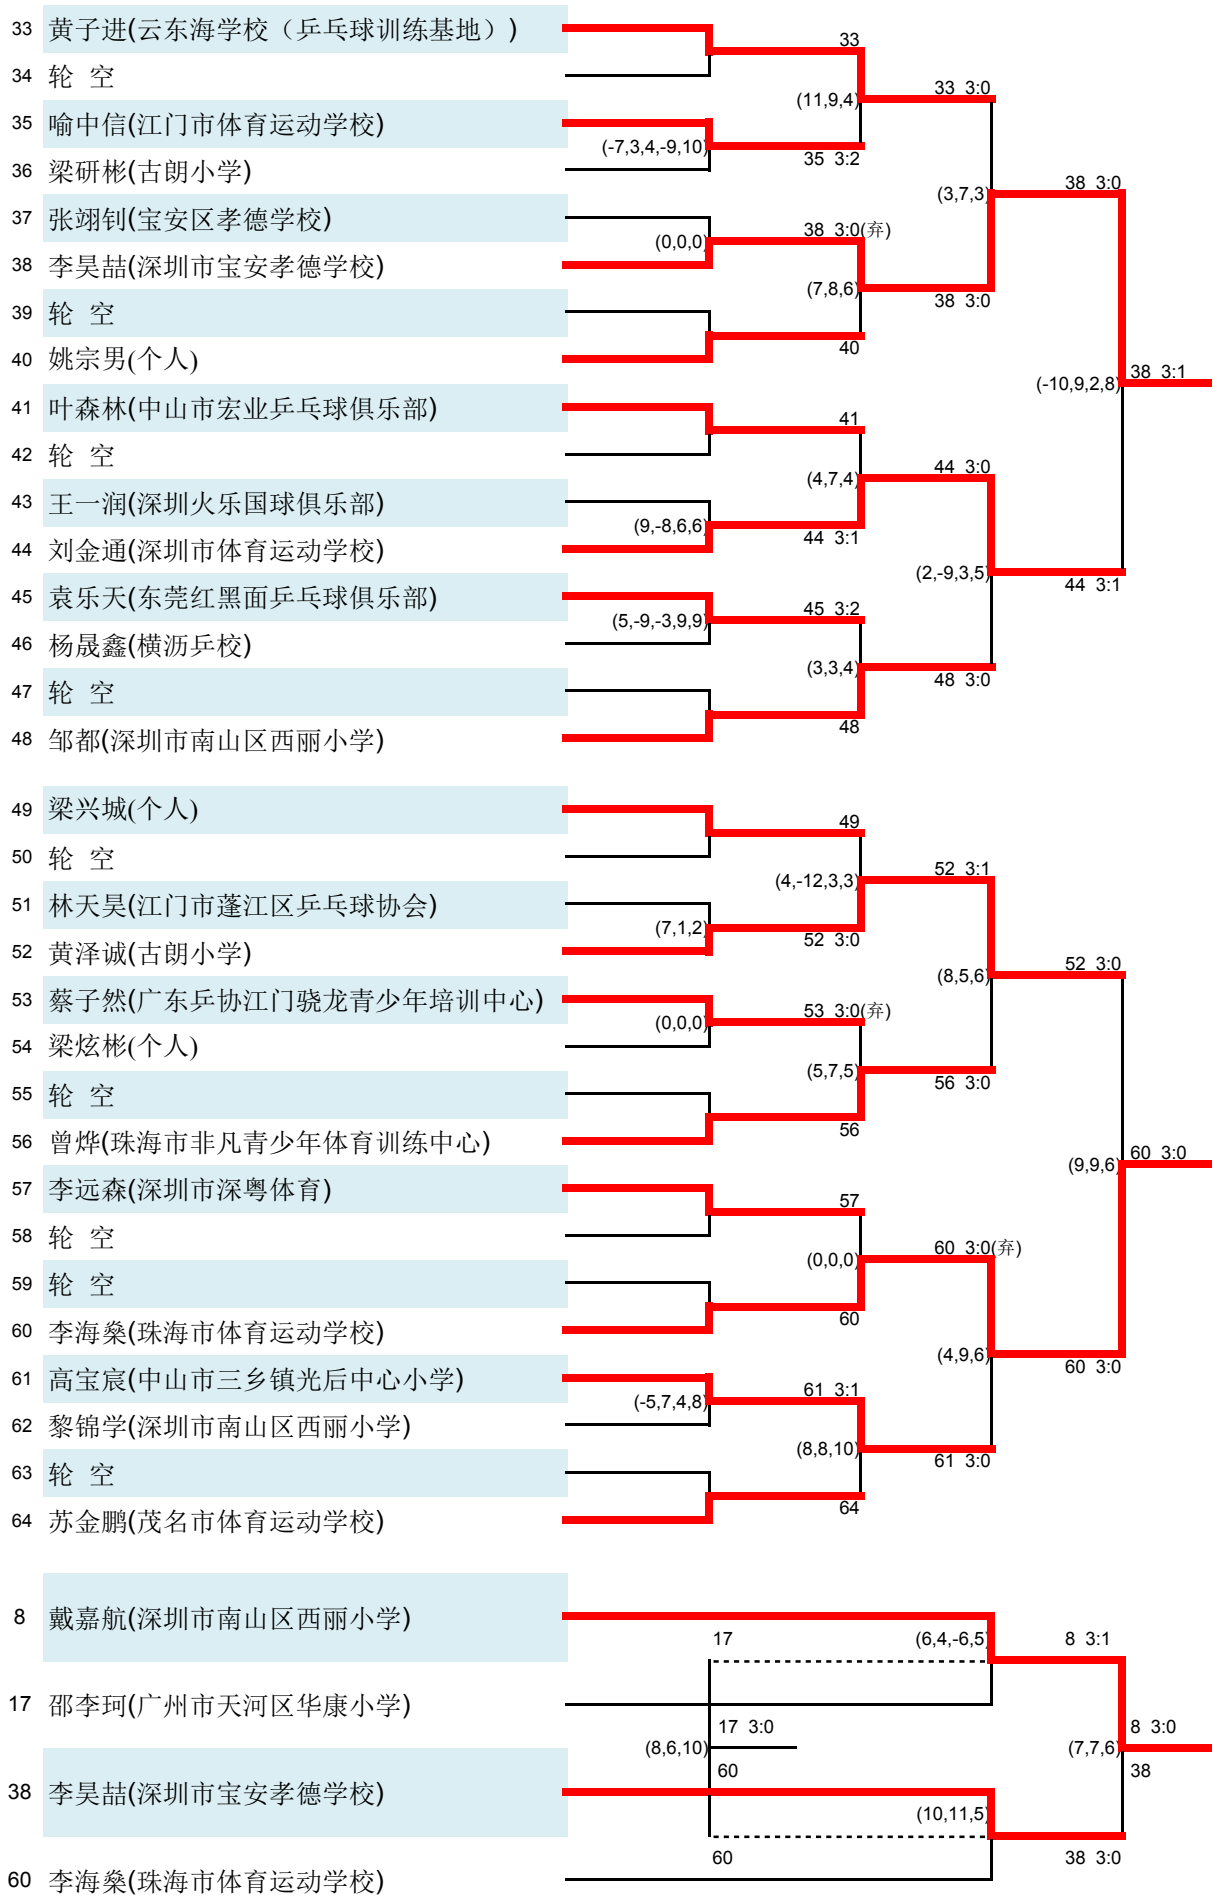 33 黄子进(云东海学校（乒乓球训练基地）)
33
34 轮 空
(11,9,4)
33 3:0
35 喻中信(江门市体育运动学校)
(-7,3,4,-9,10)
35 3:2
36 梁研彬(古朗小学)
(3,7,3)
38 3:0
37 张翊钊(宝安区孝德学校)
(0,0,0)
38 3:0(弃)
38 李昊喆(深圳市宝安孝德学校)
(7,8,6)
38 3:0
39 轮 空
40
40 姚宗男(个人)
(-10,9,2,8)
38 3:1
41 叶森林(中山市宏业乒乓球俱乐部)
41
42 轮 空
(4,7,4)
44 3:0
43 王一润(深圳火乐国球俱乐部)
(9,-8,6,6)
44 3:1
44 刘金通(深圳市体育运动学校)
(2,-9,3,5)
44 3:1
45 袁乐天(东莞红黑面乒乓球俱乐部)
(5,-9,-3,9,9)
45 3:2
46 杨晟鑫(横沥乒校)
(3,3,4)
48 3:0
47 轮 空
48
48 邹都(深圳市南山区西丽小学)
49 梁兴城(个人)
49
50 轮 空
(4,-12,3,3)
52 3:1
51 林天昊(江门市蓬江区乒乓球协会)
(7,1,2)
52 3:0
52 黄泽诚(古朗小学)
(8,5,6)
52 3:0
53 蔡子然(广东乒协江门骁龙青少年培训中心)
(0,0,0)
53 3:0(弃)
54 梁炫彬(个人)
(5,7,5)
56 3:0
55 轮 空
56
56 曾烨(珠海市非凡青少年体育训练中心)
(9,9,6)
60 3:0
57 李远森(深圳市深粤体育)
57
58 轮 空
(0,0,0)
60 3:0(弃)
59 轮 空
60
60 李海燊(珠海市体育运动学校)
(4,9,6)
60 3:0
61 高宝宸(中山市三乡镇光后中心小学)
(-5,7,4,8)
61 3:1
62 黎锦学(深圳市南山区西丽小学)
(8,8,10)
61 3:0
63 轮 空
64
64 苏金鹏(茂名市体育运动学校)
8 戴嘉航(深圳市南山区西丽小学)
17
(6,4,-6,5)
8 3:1
17 邵李珂(广州市天河区华康小学)
17 3:0
(8,6,10)
60
(7,7,6)
8 3:0
38
38 李昊喆(深圳市宝安孝德学校)
(10,11,5)
60
38 3:0
60 李海燊(珠海市体育运动学校)